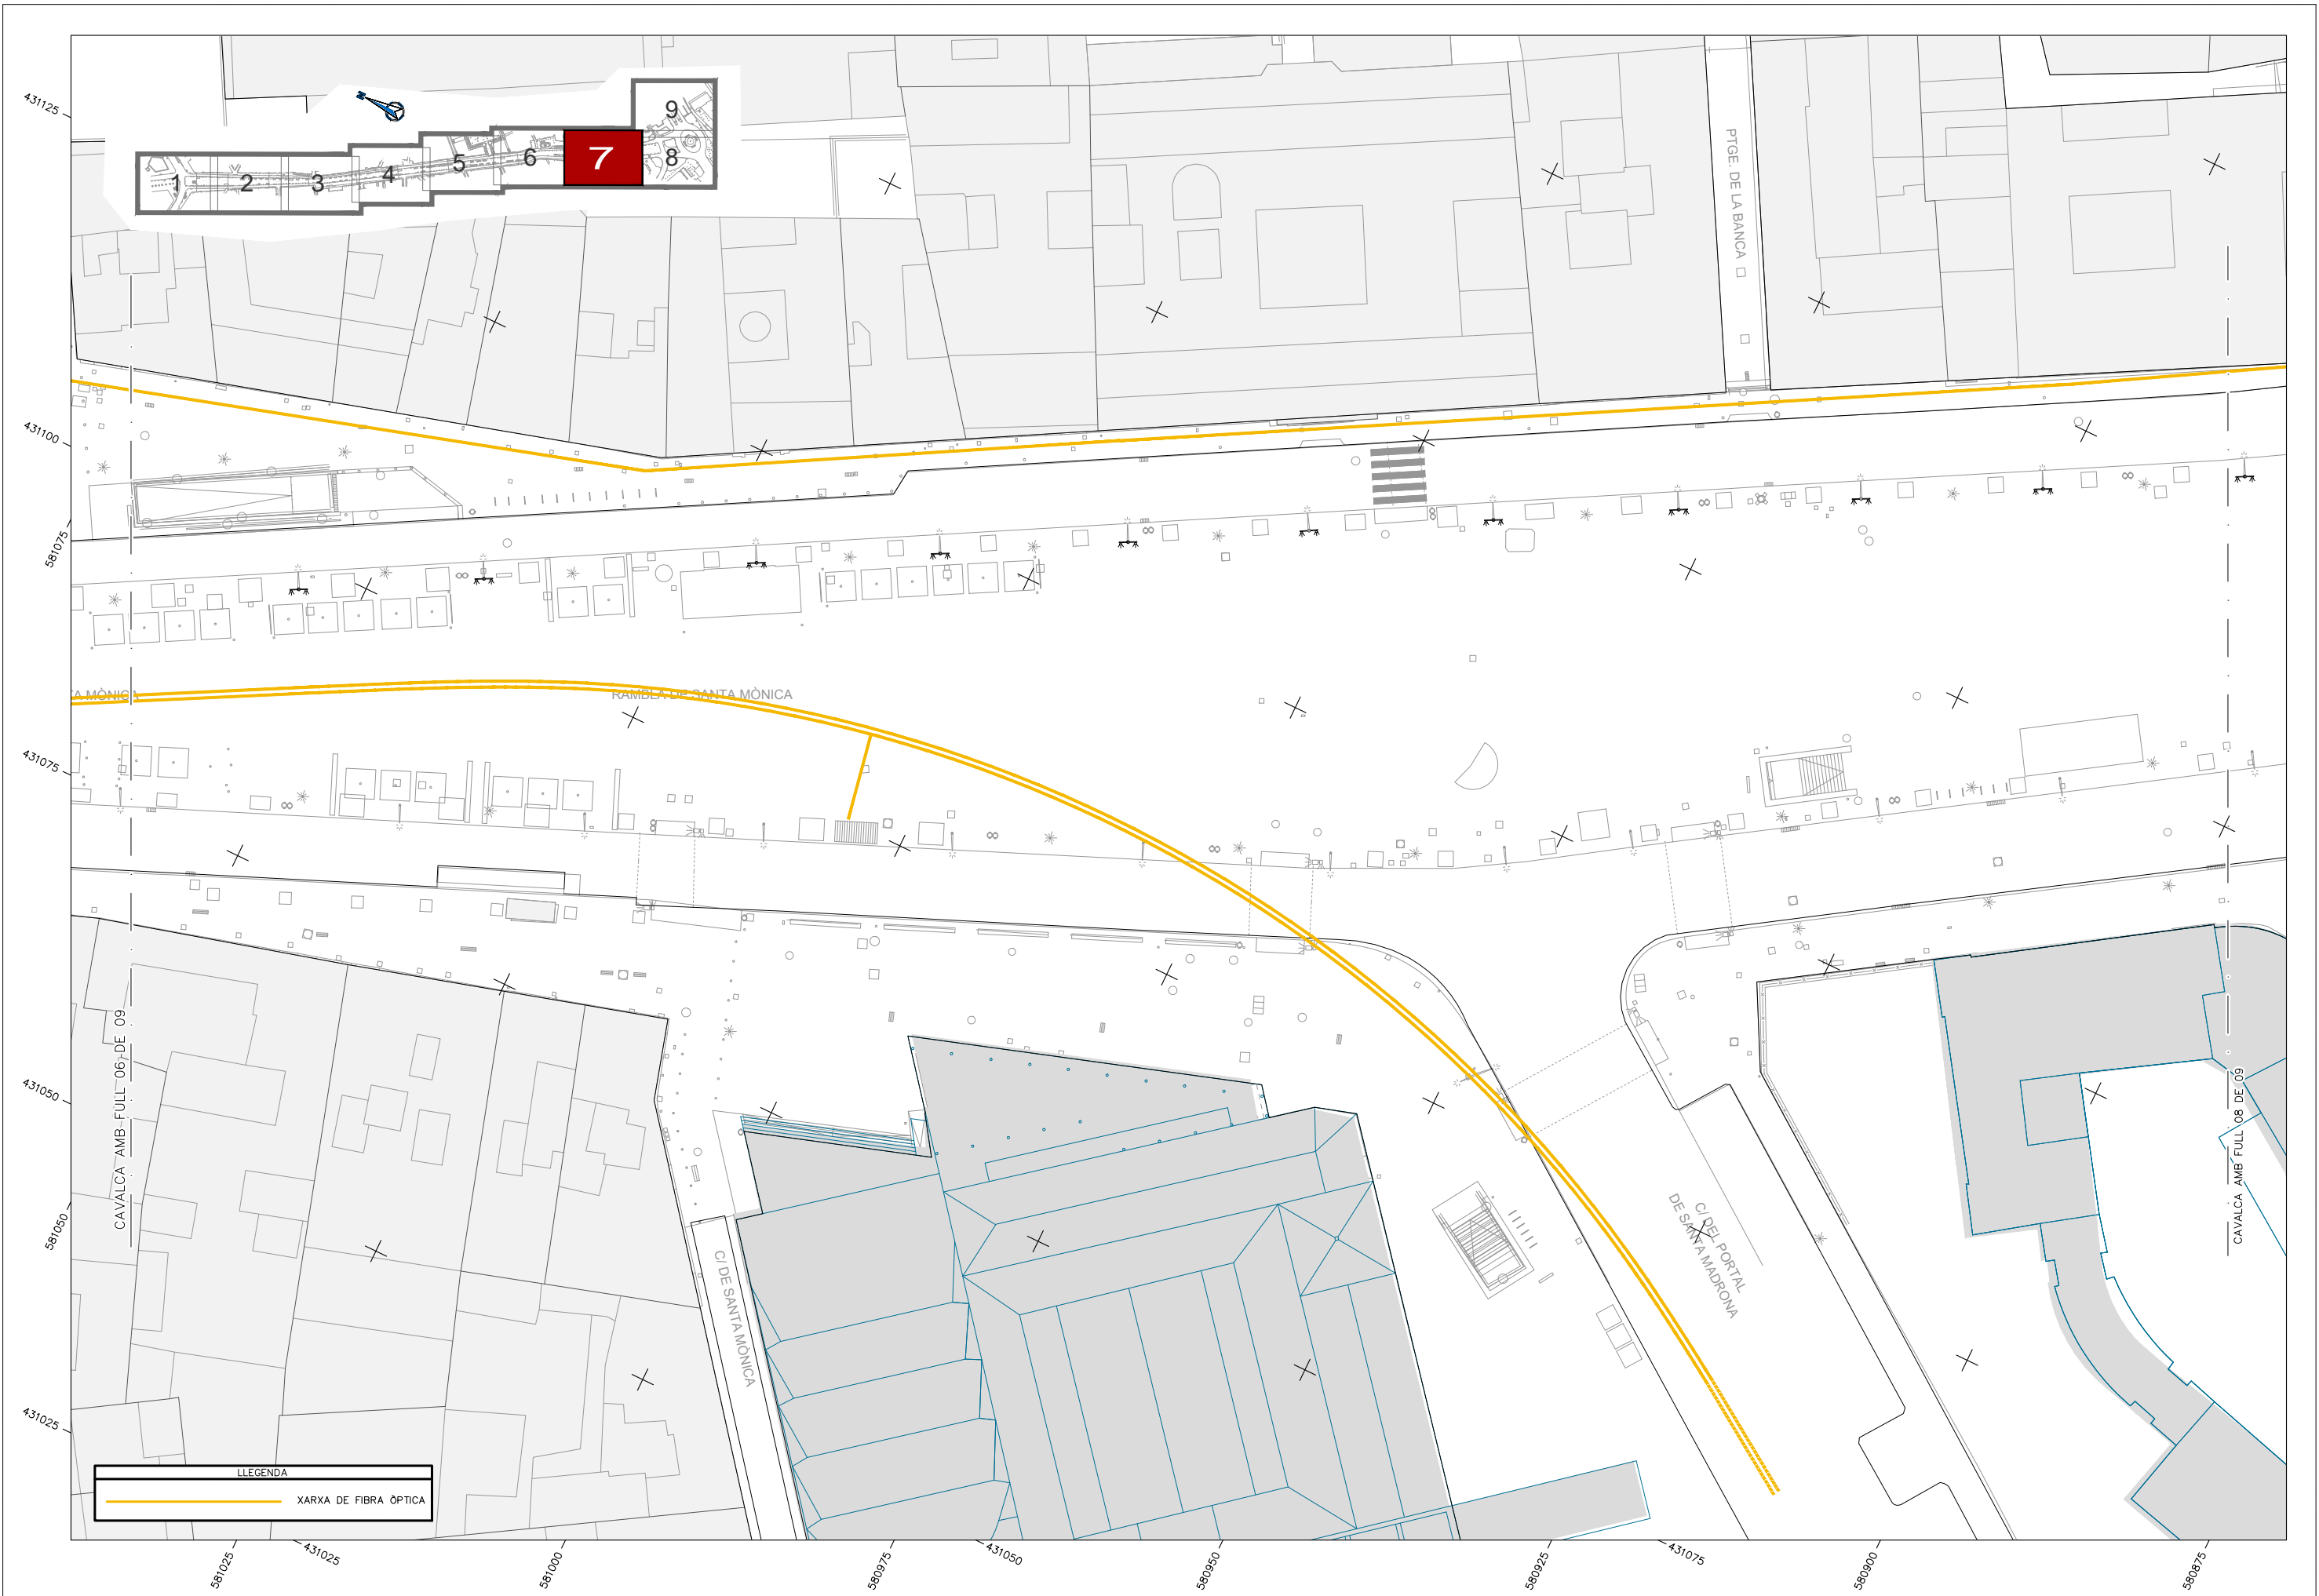 431125
431100
581075
431075
431050
581050
431025
N
1
2
3
4
5
6
7
8
9
PTGE. DE LA BANCA
TA MÒNICA
RAMBLA DE SANTA MÒNICA
CAVALCA AMB FULL 06 DE 09
CAVALCA AMB FULL 08 DE 09
C/ DE SANTA MÒNICA
C/ DEL PORTAL
DE SANTA MADRONA
LLEGENDA
XARXA DE FIBRA ÒPTICA
581025
431025
581000
580975
431050
580950
580925
431075
580900
580875